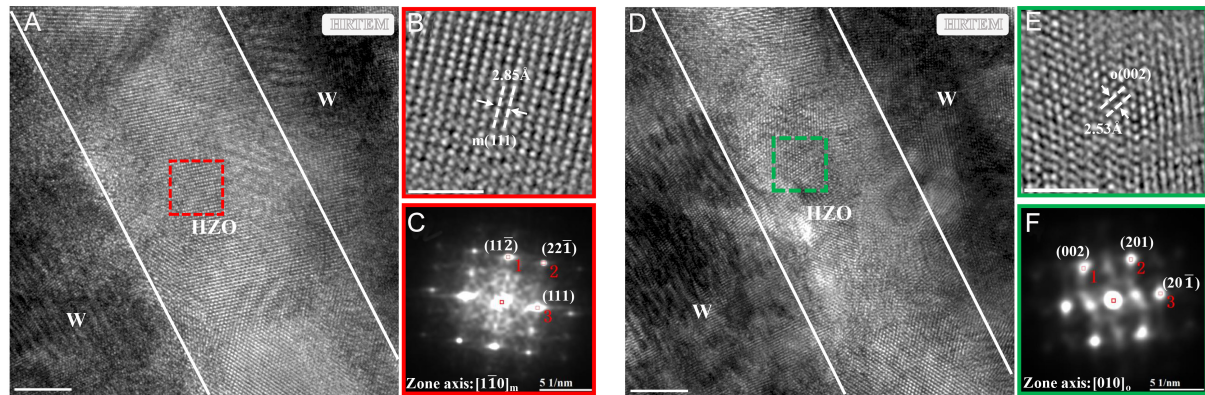 A
HRTEM
W
HZO
W
B
2.85Å
m(111)
C
(112̅)
(221̅)
1
2
(111)
3
Zone axis:[11̅0]m
5 1/nm
D
HRTEM
W
HZO
W
E
o(002)
2.53Å
F
(002)
(201)
1
2
(201̅)
3
Zone axis:[010]o
5 1/nm